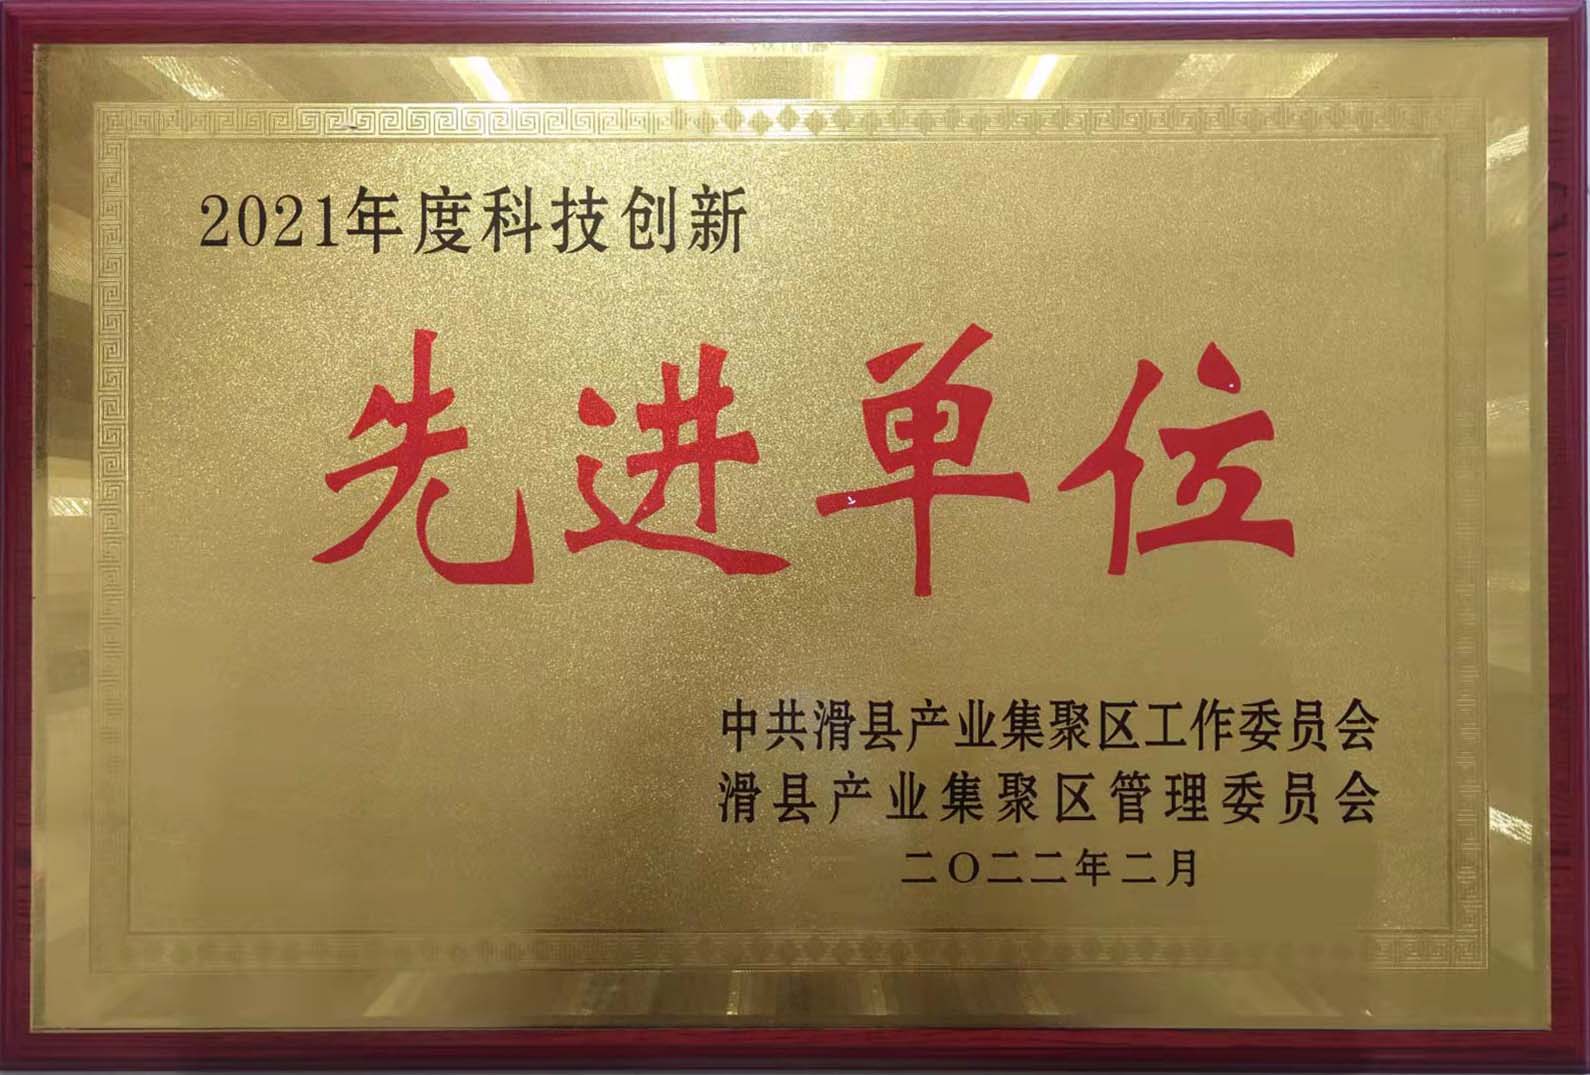 2021年度科技创新
先进单位
中共滑县产业集聚区工作委员会
滑县产业集聚区管理委员会
二〇二二年二月